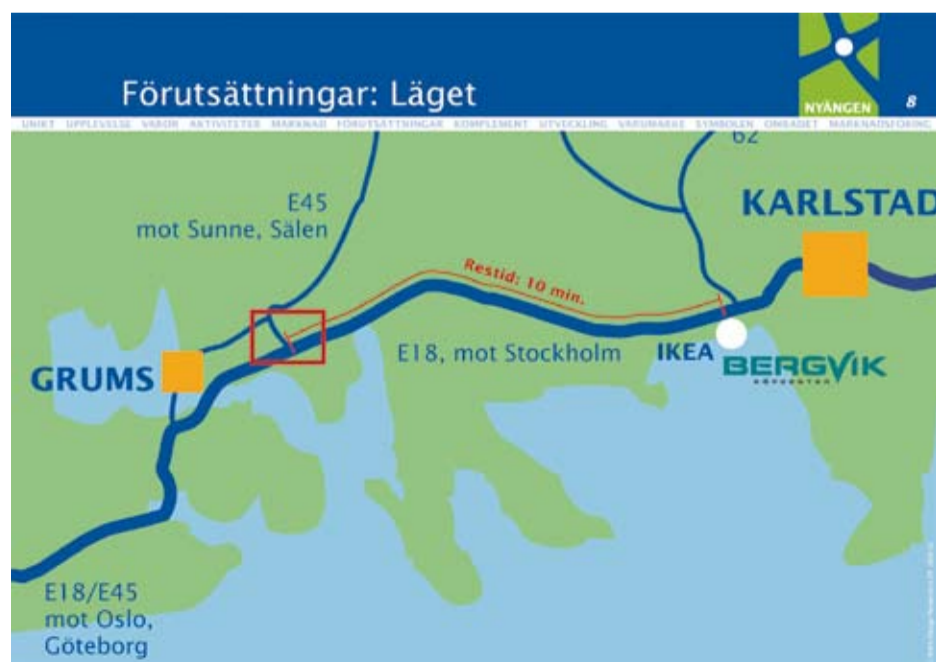 Förutsättningar: Läget
NYÄNGEN
8
UNIKT UPPLEVELSE VAROR AKTIVITETER MARKNAD FÖRUTSÄTTNINGAR KOMPLEMENT UTVECKLING VARUMÄRKE SYMBOLEN OMRÅDET MARKNADSFÖRING
62
E45
mot Sunne, Sälen
KARLSTAD
Restid: 10 min.
GRUMS
E18, mot Stockholm
IKEA
BERGVIK
KÖPCENTER
E18/E45
mot Oslo,
Göteborg